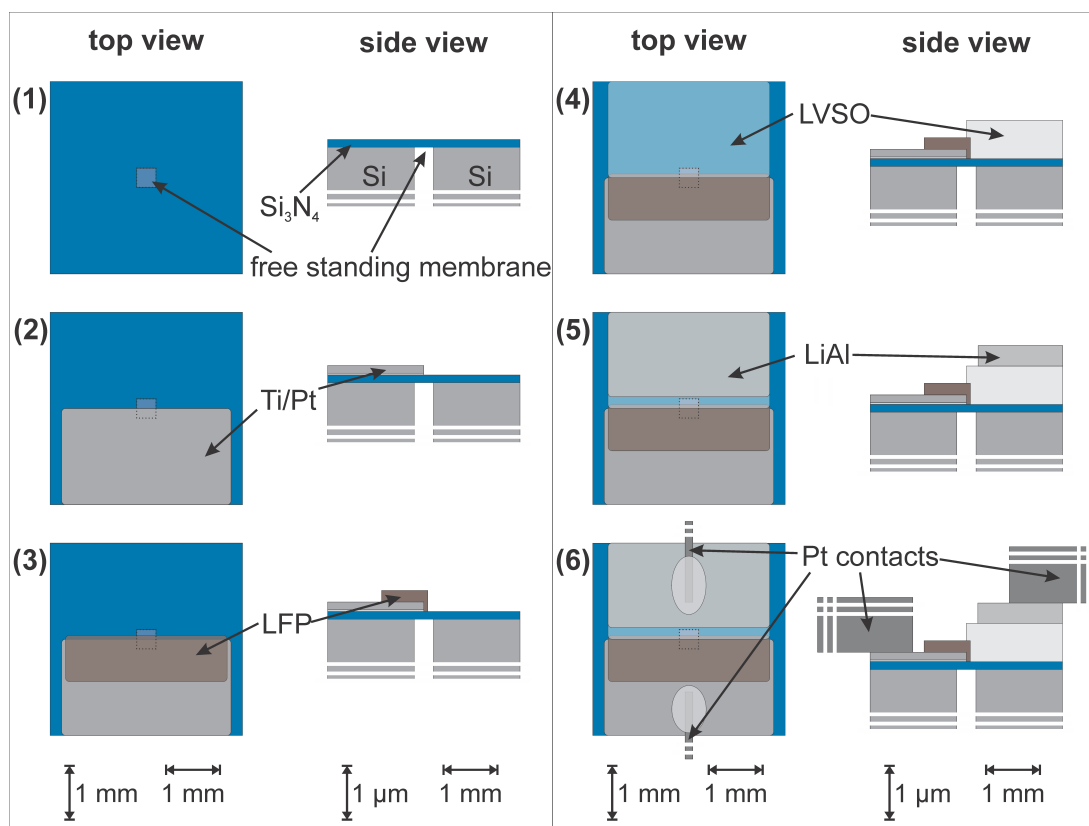 top view
side view
(1)
Si
Si
Si₃N₄
free standing membrane
(2)
Ti/Pt
(3)
LFP
1 mm
1 mm
1 µm
1 mm
top view
side view
(4)
LVSO
(5)
LiAl
(6)
Pt contacts
1 mm
1 mm
1 µm
1 mm